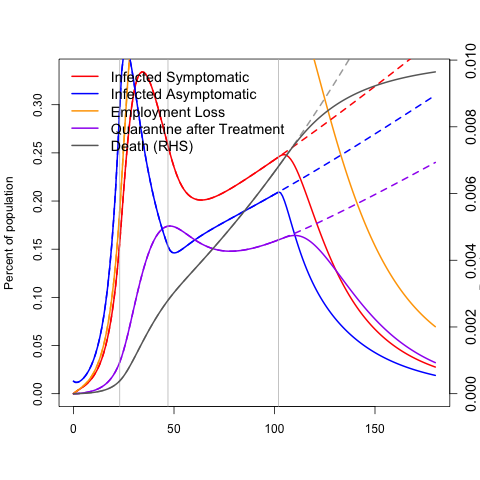 Infected Symptomatic
Infected Asymptomatic
Employment Loss
Quarantine after Treatment
Death (RHS)
Percent of population
0.00
0.05
0.10
0.15
0.20
0.25
0.30
0.000
0.002
0.004
0.006
0.008
0.010
0
50
100
150